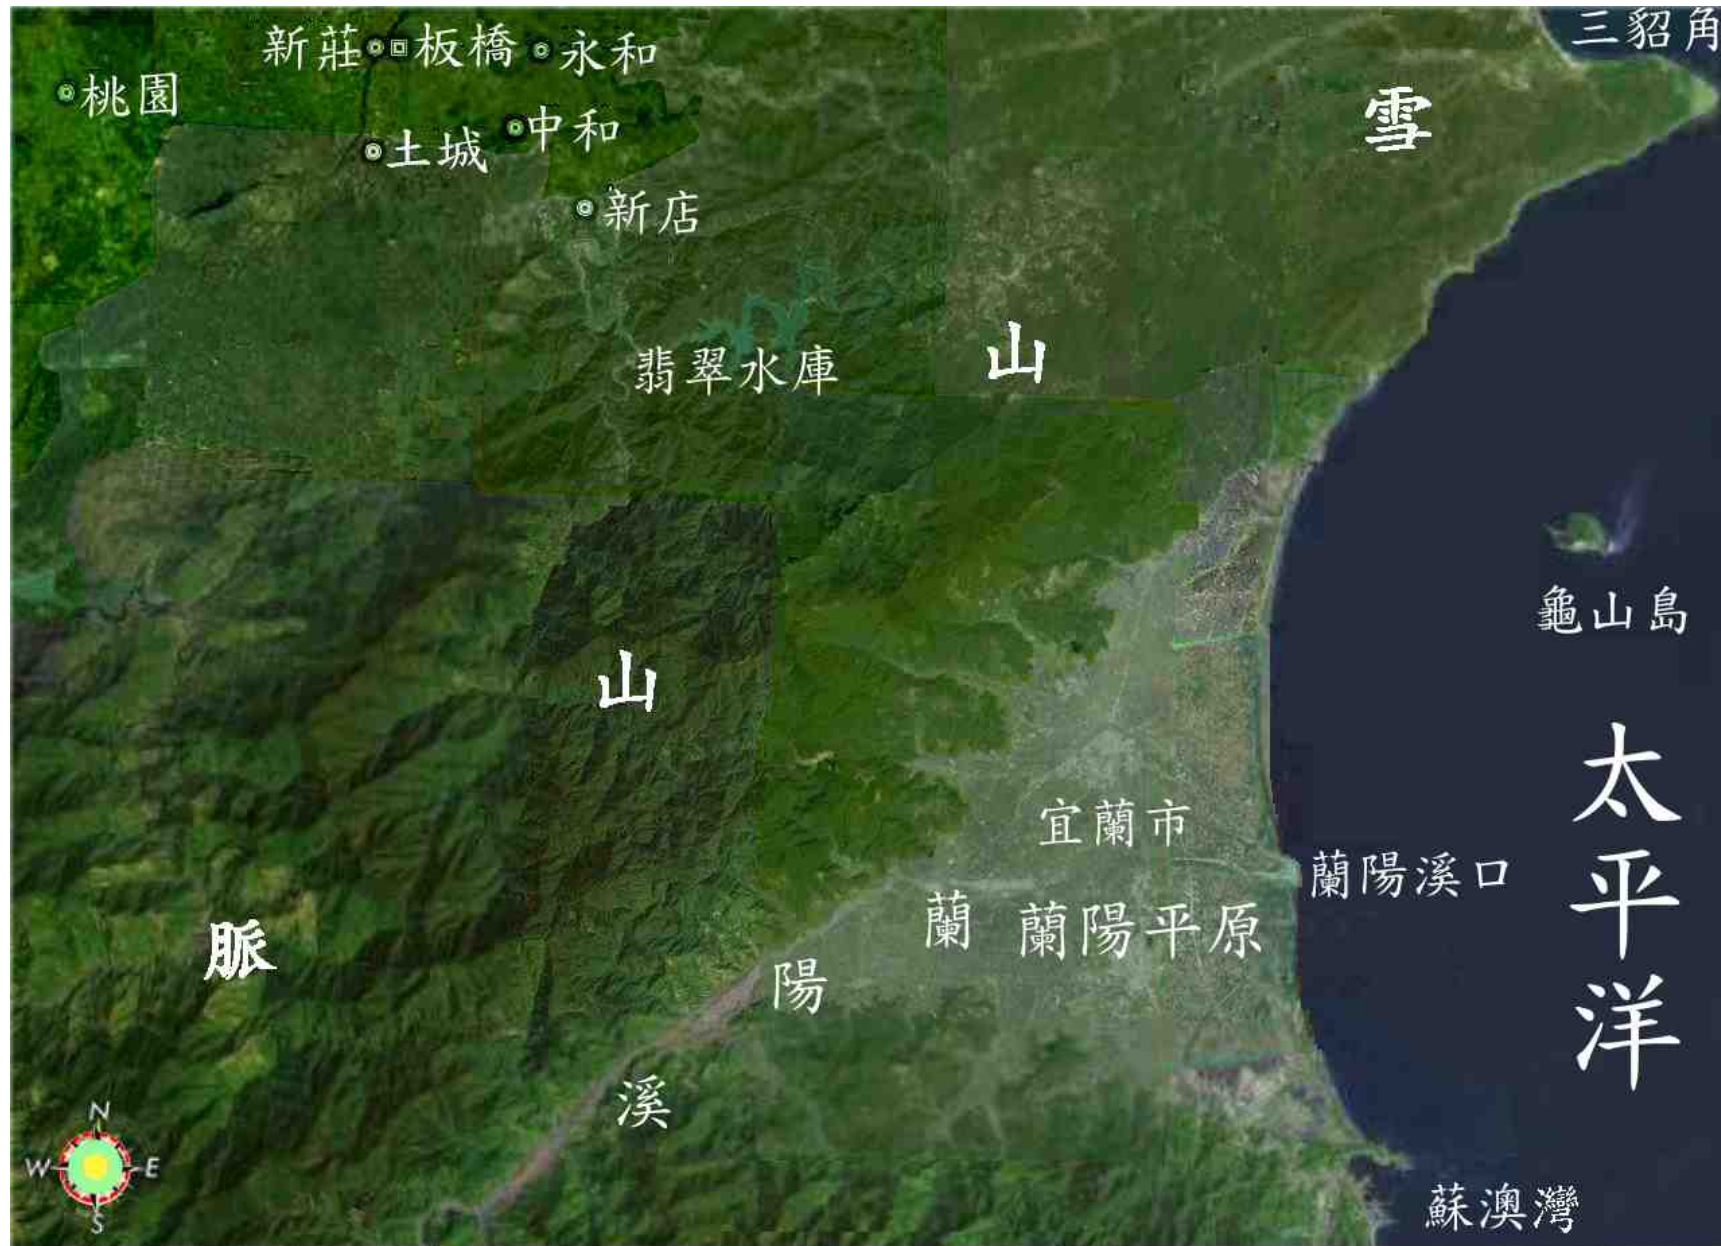 三貂角
新莊
板橋
永和
桃園
中和
土城
雪
新店
山
翡翠水庫
龜山島
山
太平洋
宜蘭市
蘭陽溪口
蘭
蘭陽平原
脈
陽
溪
N
W
E
S
蘇澳灣